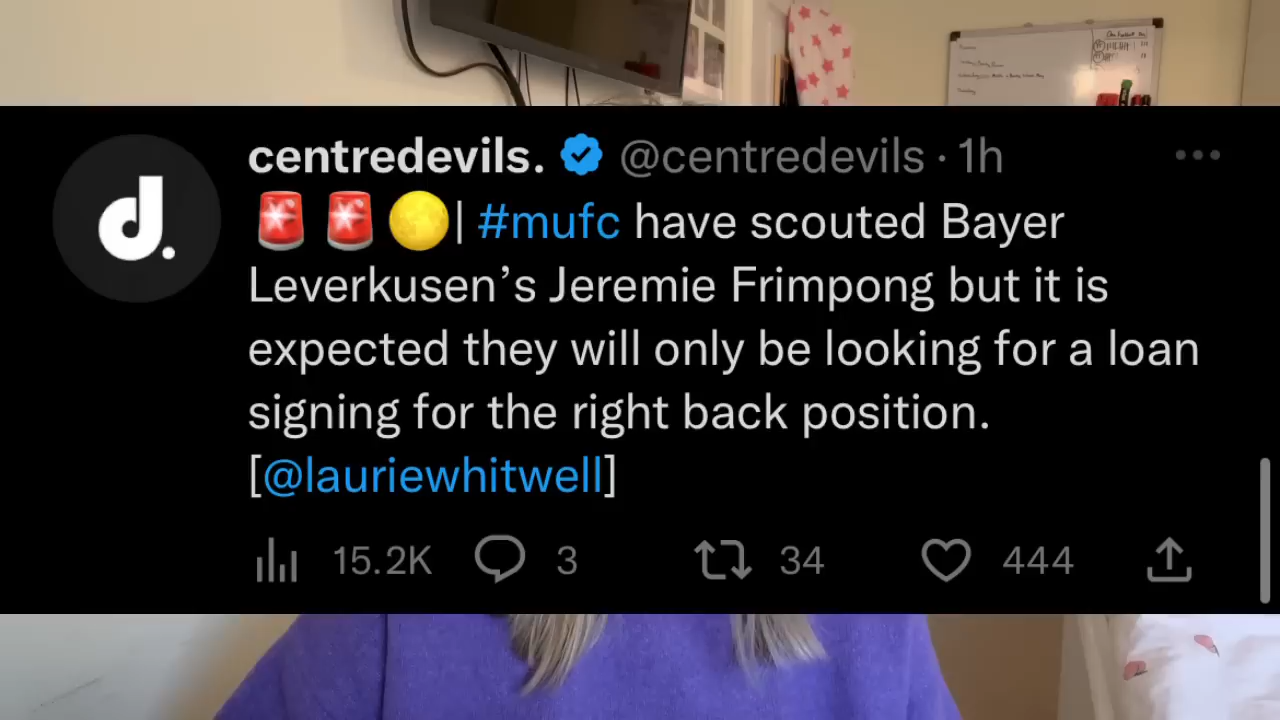 centredevils. @centredevils · 1h
🚨 🚨 🌕| #mufc have scouted Bayer
Leverkusen’s Jeremie Frimpong but it is
expected they will only be looking for a loan
signing for the right back position.
[@lauriewhitwell]
15.2K 3 34 444